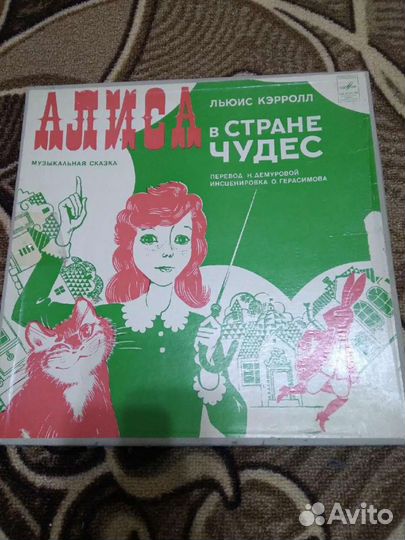 АЛИСА
ЛЬЮИС КЭРРОЛЛ
В СТРАНЕ
ЧУДЕС
МУЗЫКАЛЬНАЯ СКАЗКА
ПЕРЕВОД Н. ДЕМУРОВОЙ
ИНСЦЕНИРОВКА О. ГЕРАСИМОВА
Avito